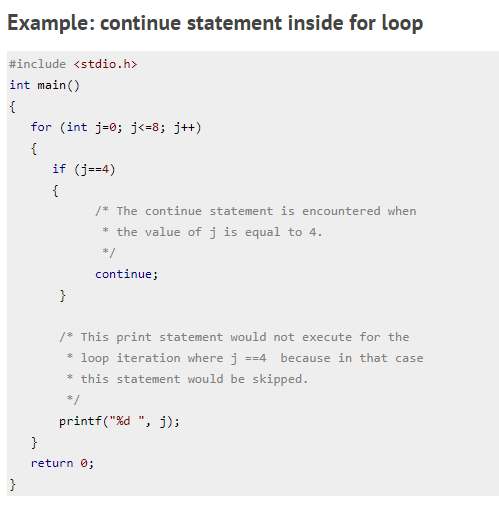 Example: continue statement inside for loop
#include <stdio.h>
int main()
{
   for (int j=0; j<=8; j++)
   {
      if (j==4)
      {
            /* The continue statement is encountered when
             * the value of j is equal to 4.
             */
            continue;
       }

       /* This print statement would not execute for the
        * loop iteration where j ==4  because in that case
        * this statement would be skipped.
        */
       printf("%d ", j);
   }
   return 0;
}